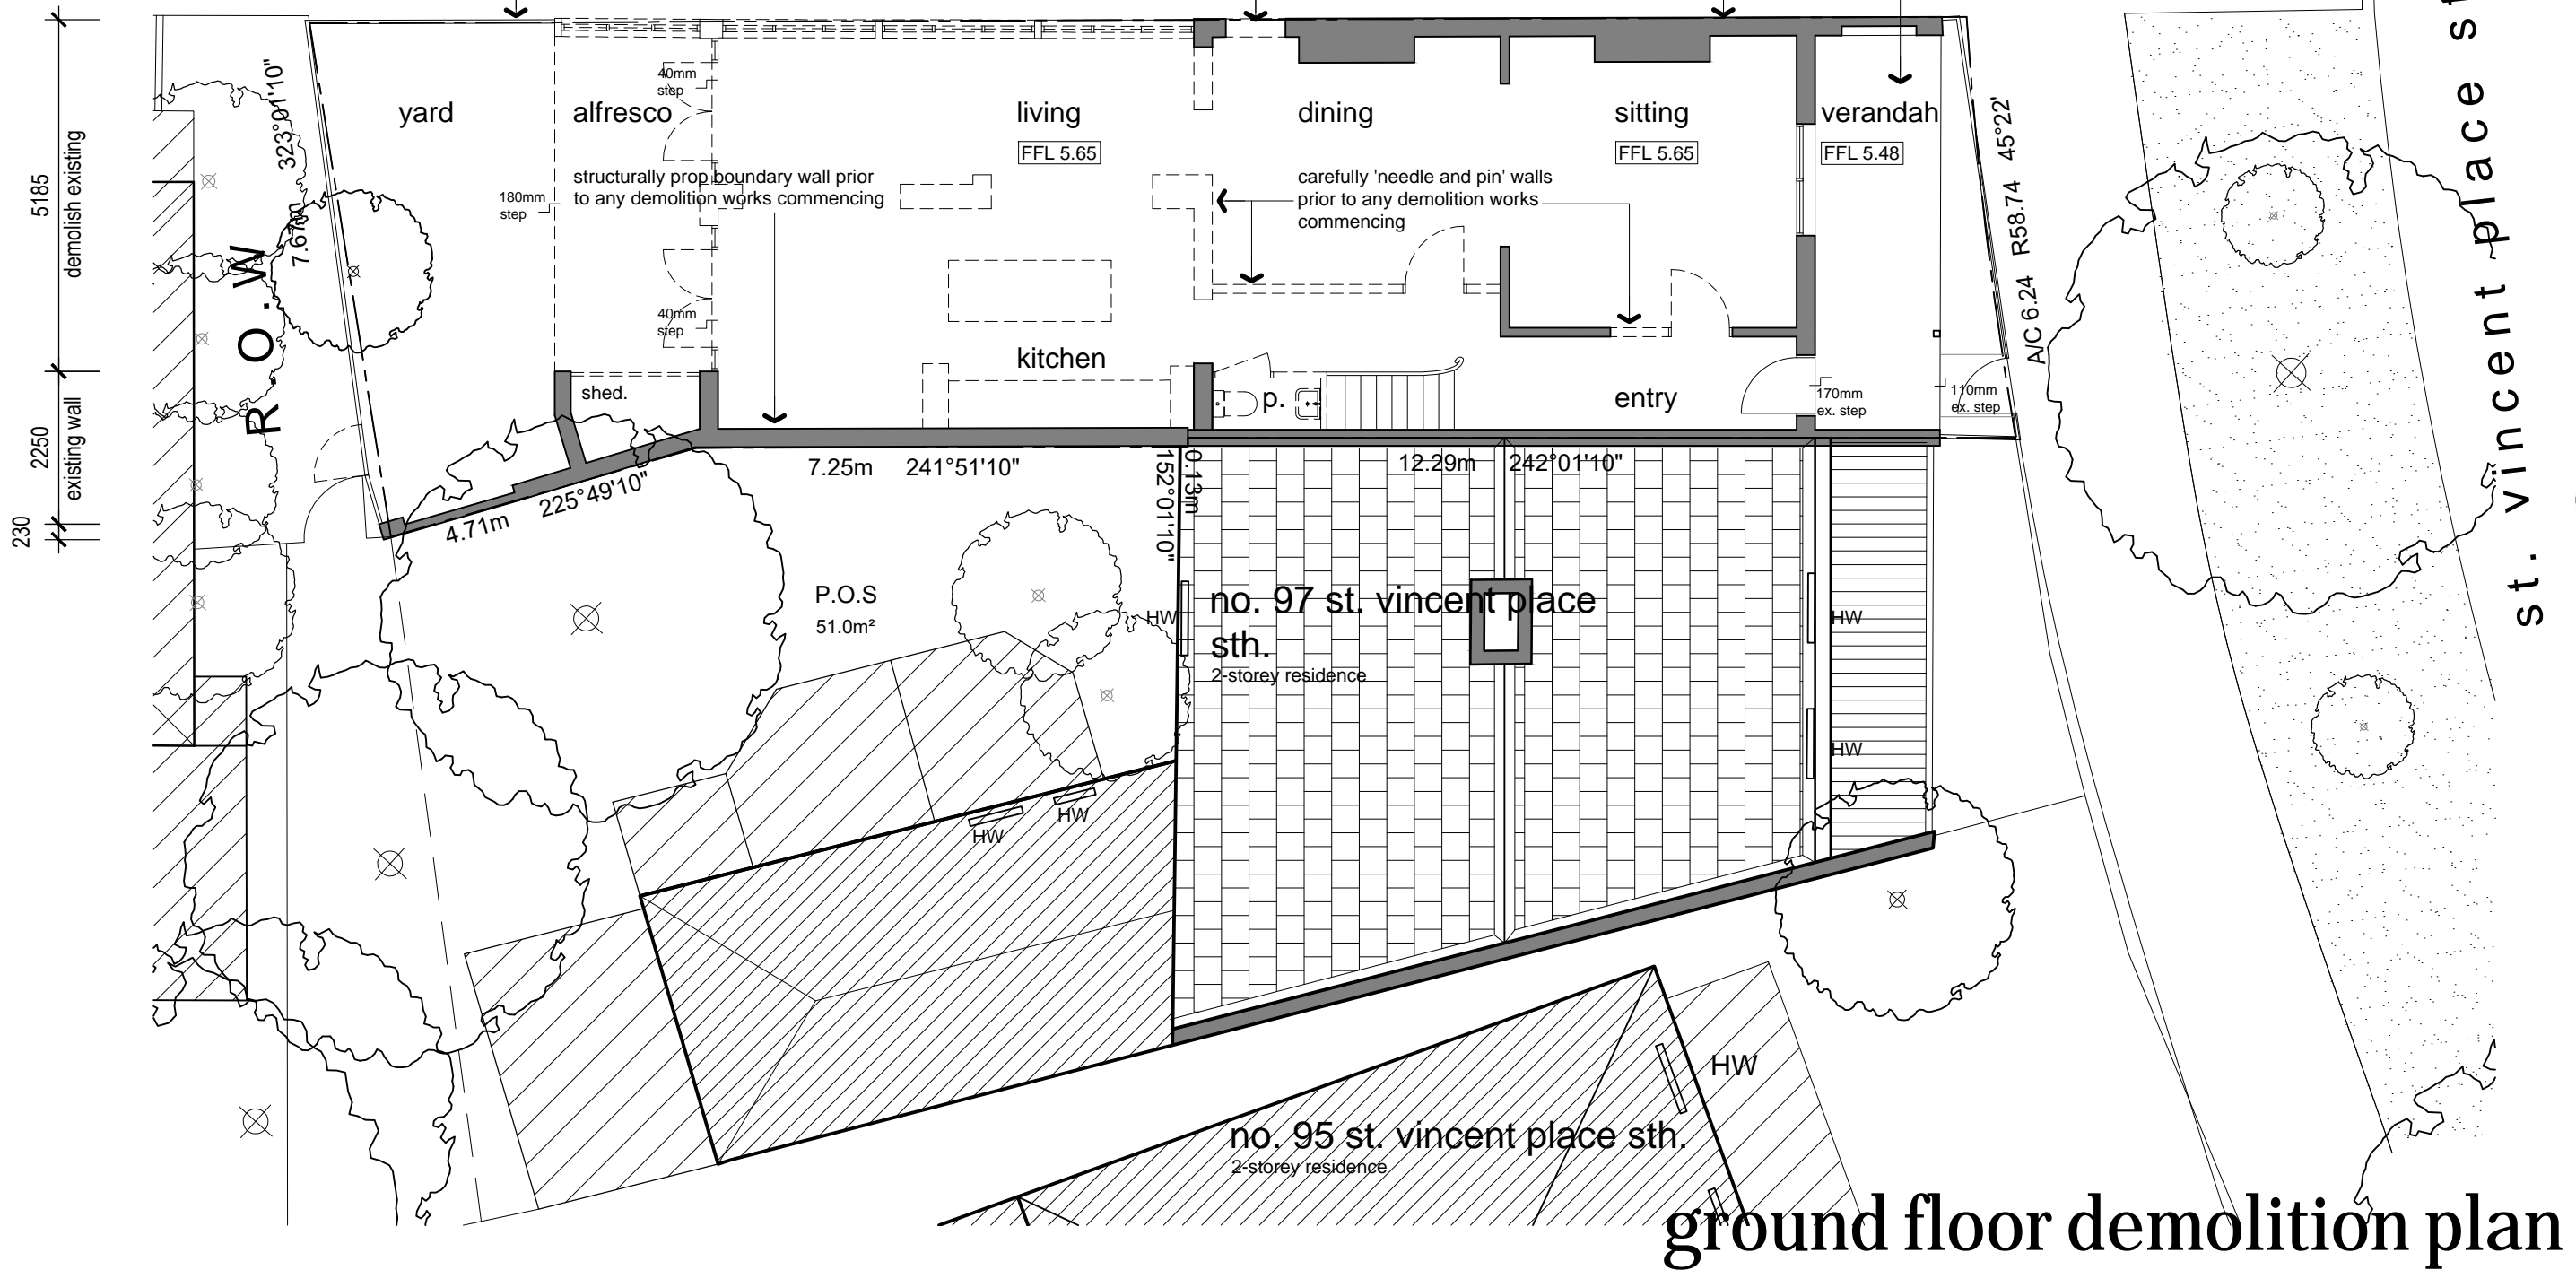 yard
alfresco
living
dining
sitting
verandah
FFL 5.65
FFL 5.65
FFL 5.48
40mm
step
structurally prop boundary wall prior
to any demolition works commencing
180mm
step
carefully 'needle and pin' walls
prior to any demolition works
commencing
40mm
step
kitchen
shed.
p.
entry
170mm
ex. step
110mm
ex. step
5185
demolish existing
2250
existing wall
230
R.O.W
323°01'10"
7.67m
4.71m
225°49'10"
7.25m 241°51'10"
152°01'10"
0.13m
12.29m 242°01'10"
A/C 6.24 R58.74 45°22'
P.O.S
51.0m²
HW
no. 97 st. vincent place
sth.
2-storey residence
HW
HW
HW
HW
HW
no. 95 st. vincent place sth.
2-storey residence
st. vincent place
ground floor demolition plan